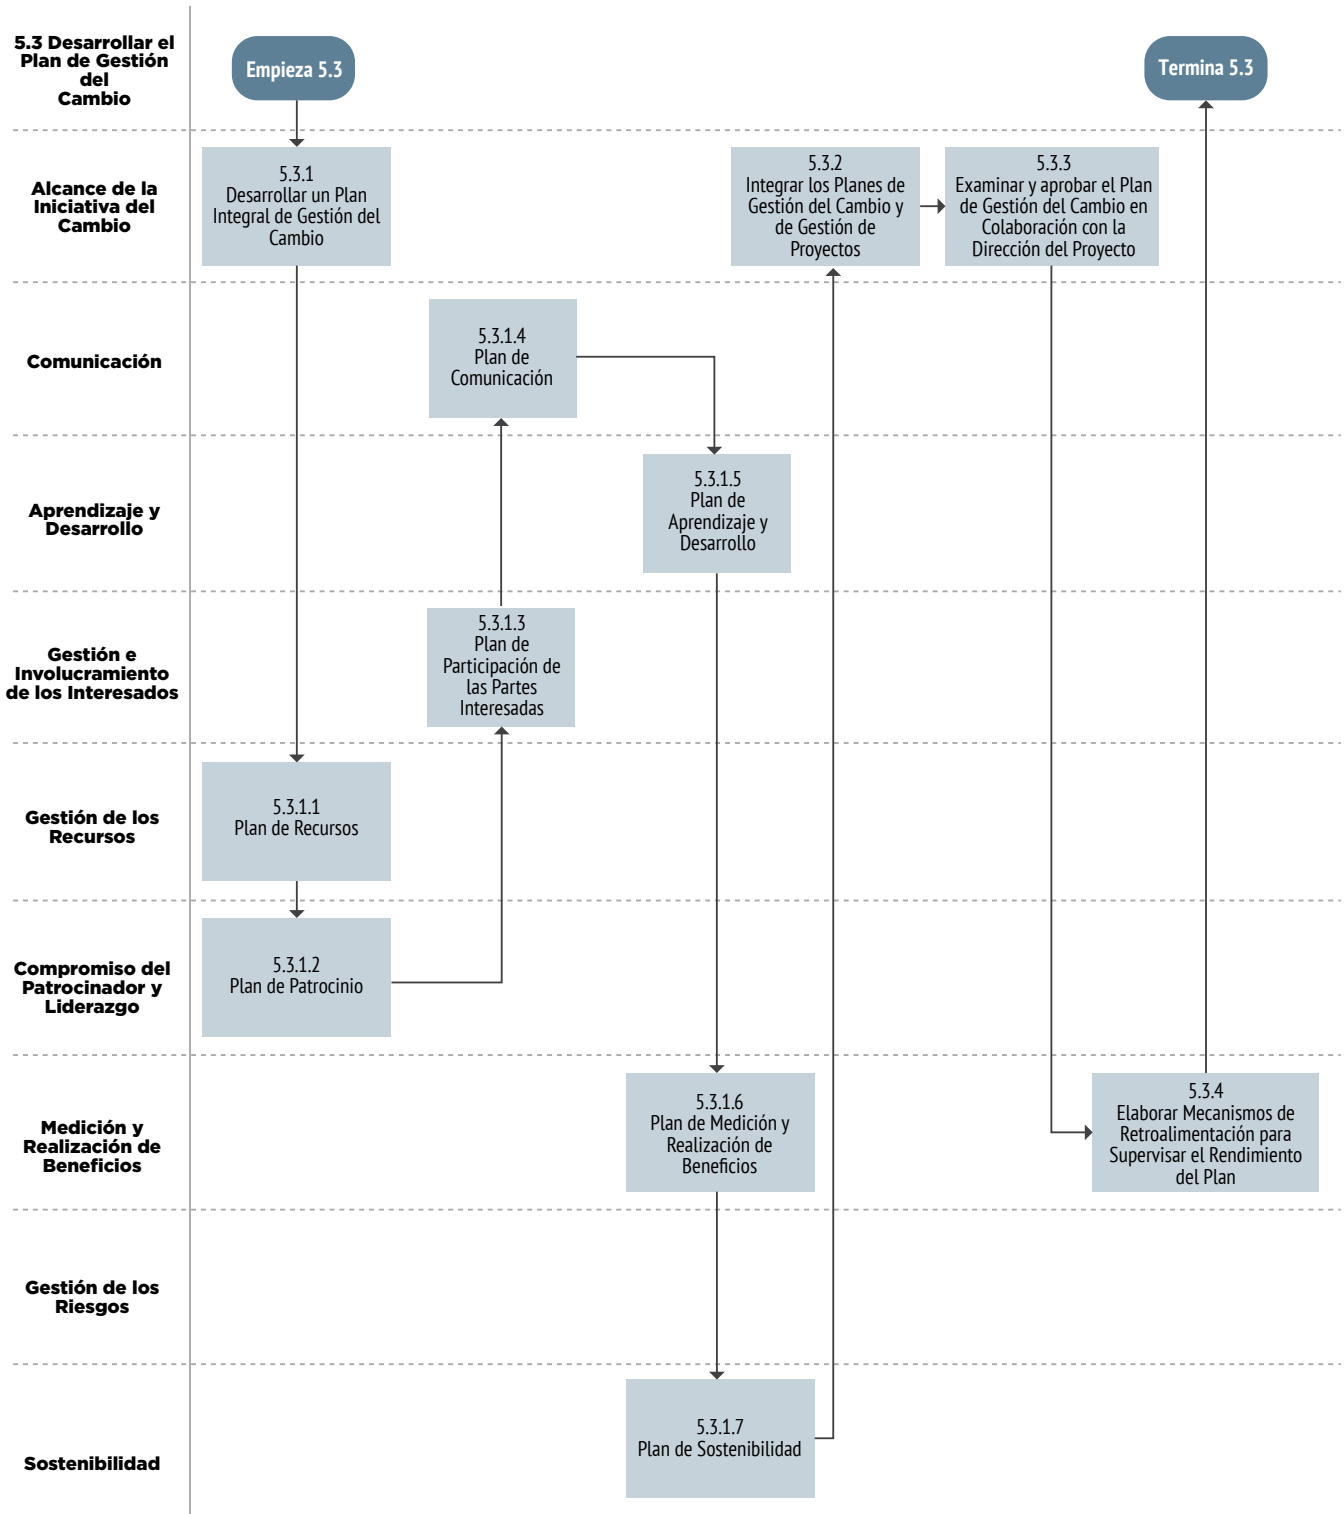 5.3 Desarrollar el
Plan de Gestión
del
Cambio
Empieza 5.3
Termina 5.3
Alcance de la
Iniciativa del
Cambio
5.3.1
Desarrollar un Plan
Integral de Gestión del
Cambio
5.3.2
Integrar los Planes de
Gestión del Cambio y
de Gestión de
Proyectos
5.3.3
Examinar y aprobar el Plan
de Gestión del Cambio en
Colaboración con la
Dirección del Proyecto
Comunicación
5.3.1.4
Plan de
Comunicación
Aprendizaje y
Desarrollo
5.3.1.5
Plan de
Aprendizaje y
Desarrollo
Gestión e
Involucramiento
de los Interesados
5.3.1.3
Plan de
Participación de
las Partes
Interesadas
Gestión de los
Recursos
5.3.1.1
Plan de Recursos
Compromiso del
Patrocinador y
Liderazgo
5.3.1.2
Plan de Patrocinio
Medición y
Realización de
Beneficios
5.3.1.6
Plan de Medición y
Realización de
Beneficios
5.3.4
Elaborar Mecanismos de
Retroalimentación para
Supervisar el Rendimiento
del Plan
Gestión de los
Riesgos
Sostenibilidad
5.3.1.7
Plan de Sostenibilidad